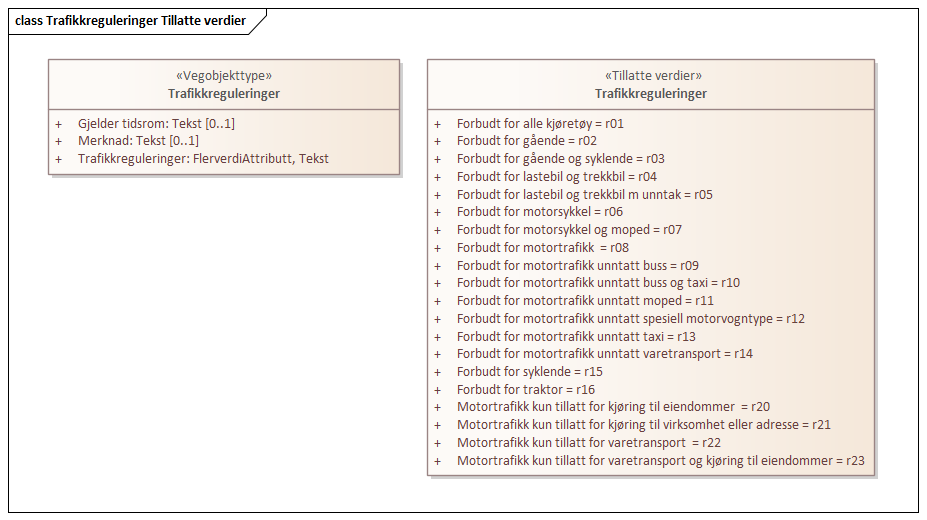 class Trafikkreguleringer Tillatte verdier
«Vegobjekttype»
Trafikkreguleringer
+ Gjelder tidsrom: Tekst [0..1]
+ Merknad: Tekst [0..1]
+ Trafikkreguleringer: FlerverdiAttributt, Tekst
«Tillatte verdier»
Trafikkreguleringer
+ Forbudt for alle kjøretøy = r01
+ Forbudt for gående = r02
+ Forbudt for gående og syklende = r03
+ Forbudt for lastebil og trekkbil = r04
+ Forbudt for lastebil og trekkbil m unntak = r05
+ Forbudt for motorsykkel = r06
+ Forbudt for motorsykkel og moped = r07
+ Forbudt for motortrafikk = r08
+ Forbudt for motortrafikk unntatt buss = r09
+ Forbudt for motortrafikk unntatt buss og taxi = r10
+ Forbudt for motortrafikk unntatt moped = r11
+ Forbudt for motortrafikk unntatt spesiell motorvogntype = r12
+ Forbudt for motortrafikk unntatt taxi = r13
+ Forbudt for motortrafikk unntatt varetransport = r14
+ Forbudt for syklende = r15
+ Forbudt for traktor = r16
+ Motortrafikk kun tillatt for kjøring til eiendommer = r20
+ Motortrafikk kun tillatt for kjøring til virksomhet eller adresse = r21
+ Motortrafikk kun tillatt for varetransport = r22
+ Motortrafikk kun tillatt for varetransport og kjøring til eiendommer = r23